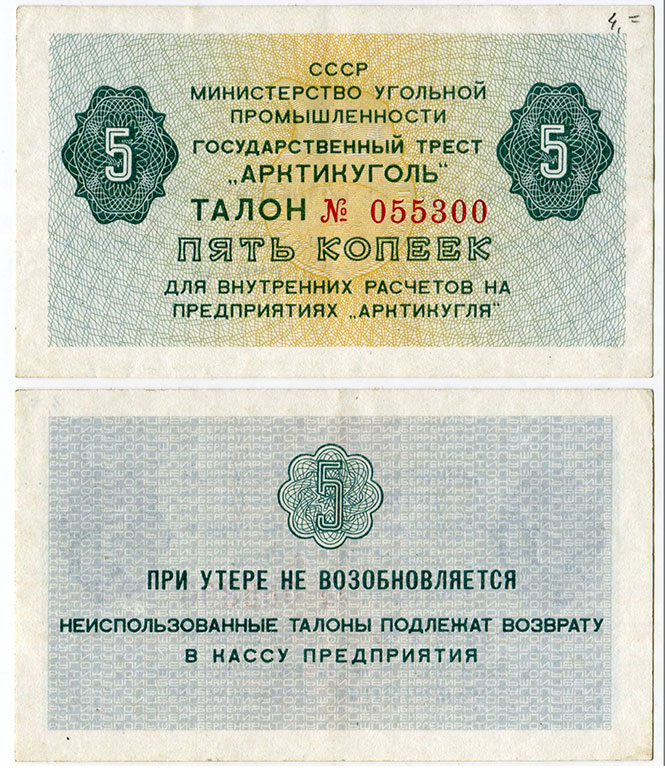 4,=
СССР
МИНИСТЕРСТВО УГОЛЬНОЙ
ПРОМЫШЛЕННОСТИ
5
ГОСУДАРСТВЕННЫЙ ТРЕСТ
5
„АРКТИКУГОЛЬ“
ТАЛОН № 055300
ПЯТЬ КОПЕЕК
ДЛЯ ВНУТРЕННИХ РАСЧЕТОВ НА
ПРЕДПРИЯТИЯХ „АРКТИКУГЛЯ“
5
ПРИ УТЕРЕ НЕ ВОЗОБНОВЛЯЕТСЯ
НЕИСПОЛЬЗОВАННЫЕ ТАЛОНЫ ПОДЛЕЖАТ ВОЗВРАТУ
В КАССУ ПРЕДПРИЯТИЯ